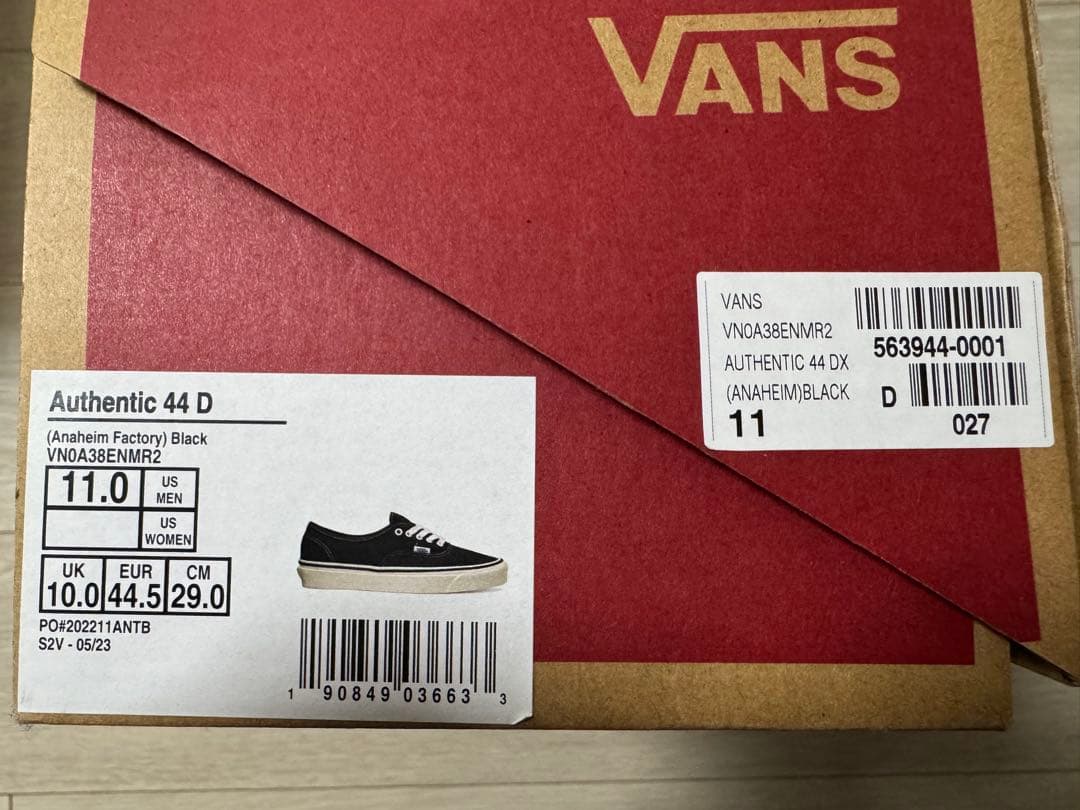 VANS
VANS
VN0A38ENMR2
AUTHENTIC 44 DX
(ANAHEIM)BLACK
11
563944-0001
D
027
Authentic 44 D
(Anaheim Factory) Black
VN0A38ENMR2
11.0 US MEN
US WOMEN
UK EUR CM
10.0 44.5 29.0
PO#202211ANTB
S2V - 05/23
1 90849 03663 3